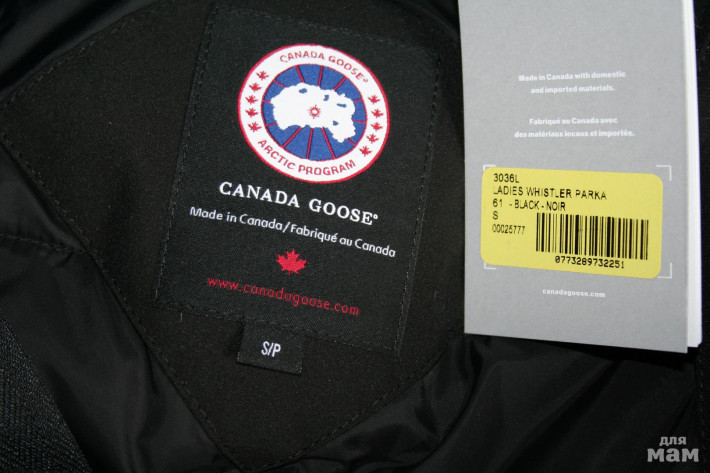 CANADA GOOSE®
ARCTIC PROGRAM
CANADA GOOSE®
Made in Canada/Fabriqué au Canada
www.canadagoose.com
S/P
Made in Canada with domestic
and imported materials.
Fabriqué au Canada avec
des matériaux locaux et importés.
3036L
LADIES WHISTLER PARKA
61 - BLACK - NOIR
S
00025777
0773289732251
canadagoose.com
для
мам